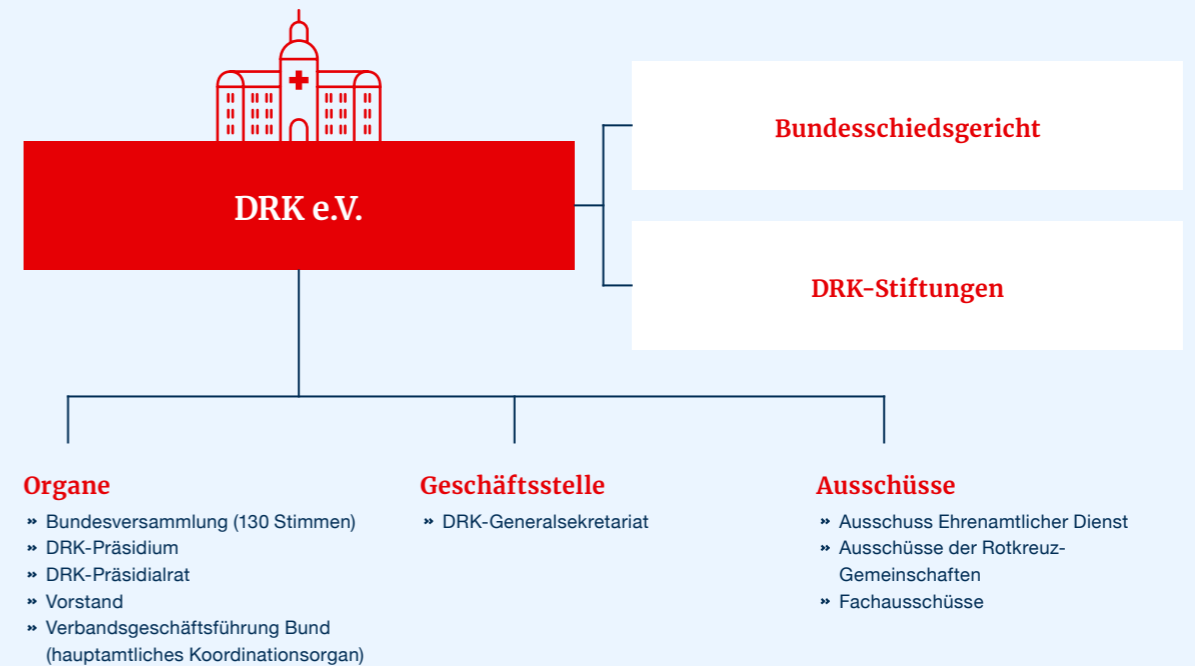 DRK e.V.
Bundesschiedsgericht
DRK-Stiftungen
Organe
» Bundesversammlung (130 Stimmen)
» DRK-Präsidium
» DRK-Präsidialrat
» Vorstand
» Verbandsgeschäftsführung Bund
(hauptamtliches Koordinationsorgan)
Geschäftsstelle
» DRK-Generalsekretariat
Ausschüsse
» Ausschuss Ehrenamtlicher Dienst
» Ausschüsse der Rotkreuz-
Gemeinschaften
» Fachausschüsse